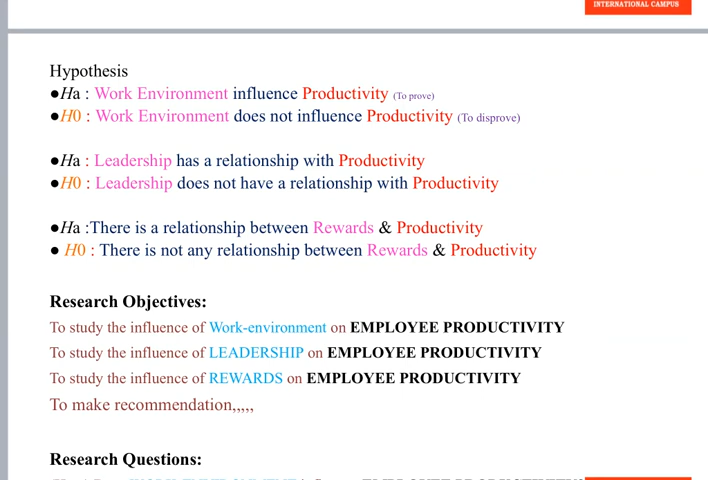 INTERNATIONAL CAMPUS
Hypothesis
●Ha : Work Environment influence Productivity (To prove)
●H0 : Work Environment does not influence Productivity (To disprove)
●Ha : Leadership has a relationship with Productivity
●H0 : Leadership does not have a relationship with Productivity
●Ha :There is a relationship between Rewards & Productivity
● H0 : There is not any relationship between Rewards & Productivity
Research Objectives:
To study the influence of Work-environment on EMPLOYEE PRODUCTIVITY
To study the influence of LEADERSHIP on EMPLOYEE PRODUCTIVITY
To study the influence of REWARDS on EMPLOYEE PRODUCTIVITY
To make recommendation,,,,,
Research Questions: